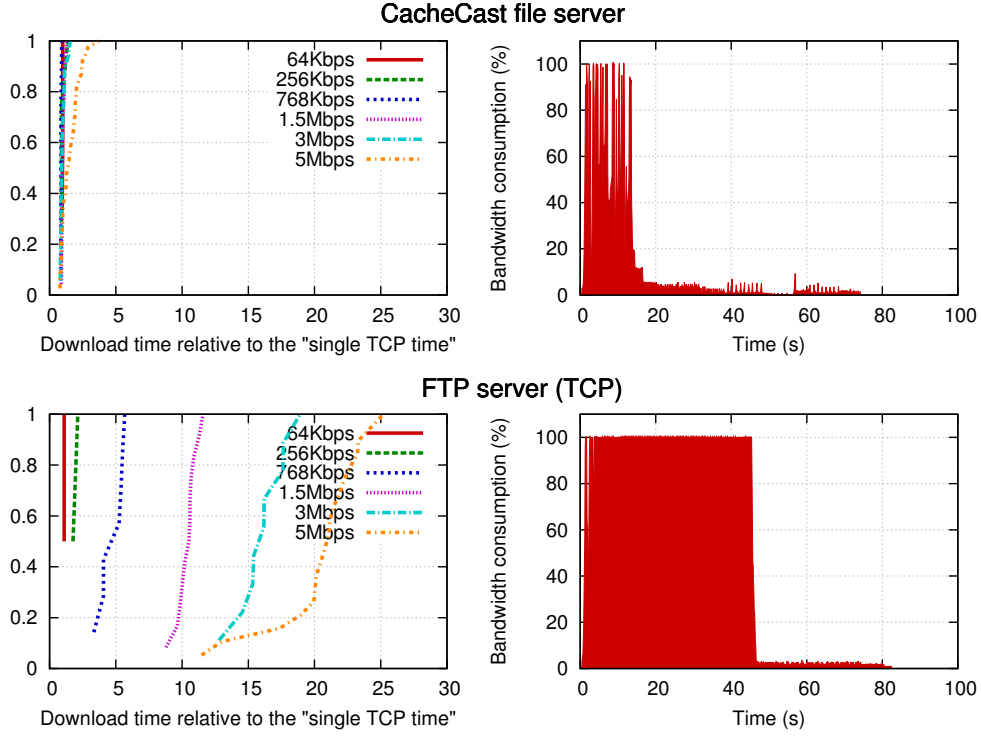 CacheCast file server
1
0.8
0.6
0.4
0.2
0
0 5 10 15 20 25 30
Download time relative to the "single TCP time"
64Kbps
256Kbps
768Kbps
1.5Mbps
3Mbps
5Mbps
Bandwidth consumption (%)
100
80
60
40
20
0
0 20 40 60 80 100
Time (s)
FTP server (TCP)
1
0.8
0.6
0.4
0.2
0
0 5 10 15 20 25 30
Download time relative to the "single TCP time"
64Kbps
256Kbps
768Kbps
1.5Mbps
3Mbps
5Mbps
Bandwidth consumption (%)
100
80
60
40
20
0
0 20 40 60 80 100
Time (s)